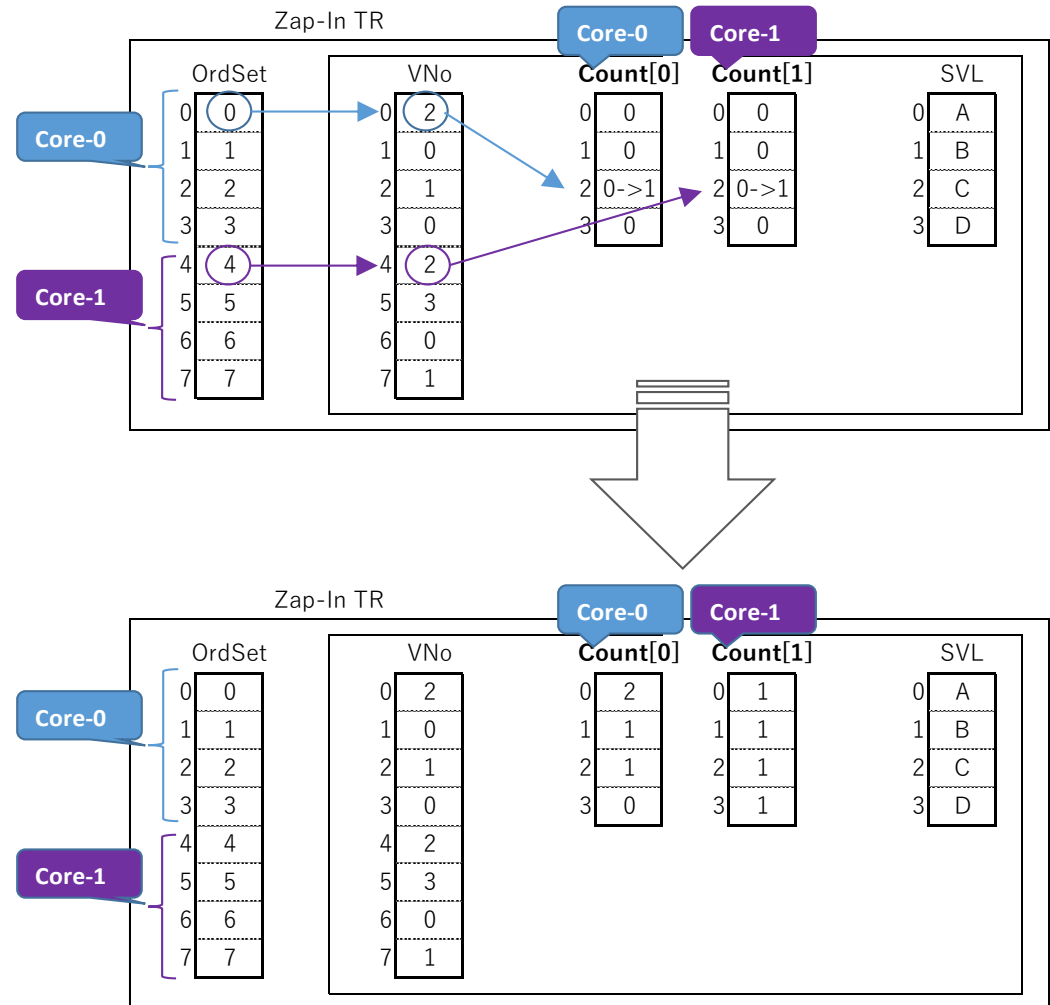 Zap-In TR
Core-0 Core-1
OrdSet VNo Count[0] Count[1] SVL
Core-0
0 0 0 2 0 0 0 0 0 A
1 1 1 0 1 0 1 0 1 B
2 2 2 1 2 0->1 2 0->1 2 C
3 3 3 0 3 0 3 0 3 D
Core-1
4 4 4 2
5 5 5 3
6 6 6 0
7 7 7 1
Zap-In TR
Core-0 Core-1
OrdSet VNo Count[0] Count[1] SVL
Core-0
0 0 0 2 0 2 0 1 0 A
1 1 1 0 1 1 1 1 1 B
2 2 2 1 2 1 2 1 2 C
3 3 3 0 3 0 3 1 3 D
Core-1
4 4 4 2
5 5 5 3
6 6 6 0
7 7 7 1